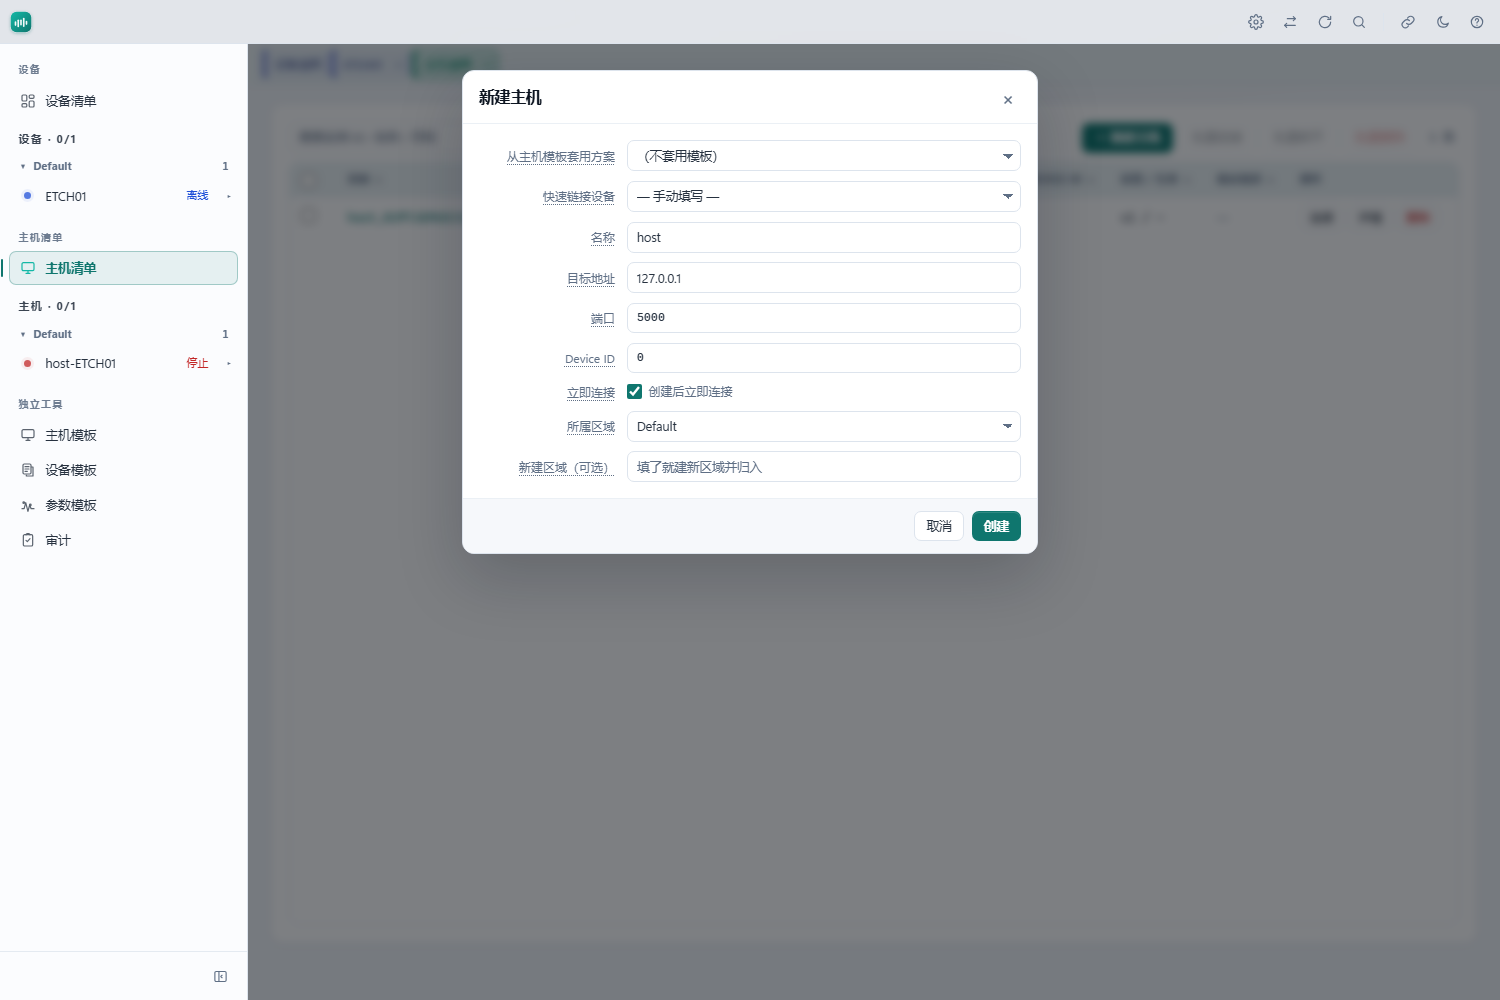 设备
设备清单
设备 · 0/1
Default 1
ETCH01 离线
主机清单
主机清单
主机 · 0/1
Default 1
host-ETCH01 停止
独立工具
主机模板
设备模板
参数模板
审计
新建主机
从主机模板套用方案 (不套用模板)
快速链接设备 — 手动填写 —
名称 host
目标地址 127.0.0.1
端口 5000
Device ID 0
立即连接 创建后立即连接
所属区域 Default
新建区域（可选） 填了就建新区域并归入
取消 创建